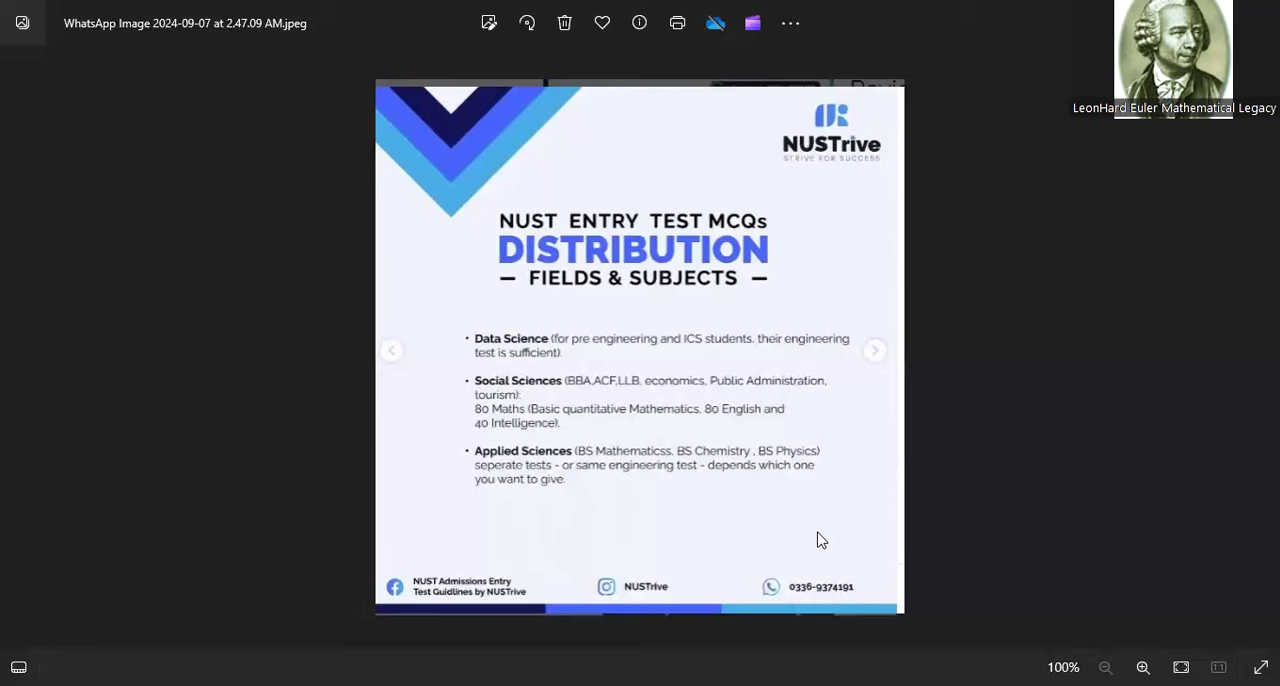 WhatsApp Image 2024-09-07 at 2.47.09 AM.jpeg
LeonHard Euler Mathematical Legacy
NUSTrive
STRIVE FOR SUCCESS
NUST ENTRY TEST MCQs
DISTRIBUTION
— FIELDS & SUBJECTS —
• Data Science (for pre engineering and ICS students, their engineering
test is sufficient).
• Social Sciences (BBA,ACF,LLB, economics, Public Administration,
tourism):
80 Maths (Basic quantitative Mathematics, 80 English and
40 Intelligence).
• Applied Sciences (BS Mathematicss, BS Chemistry , BS Physics)
seperate tests - or same engineering test - depends which one
you want to give.
NUST Admissions Entry
Test Guidlines by NUSTrive
NUSTrive
0336-9374191
100%